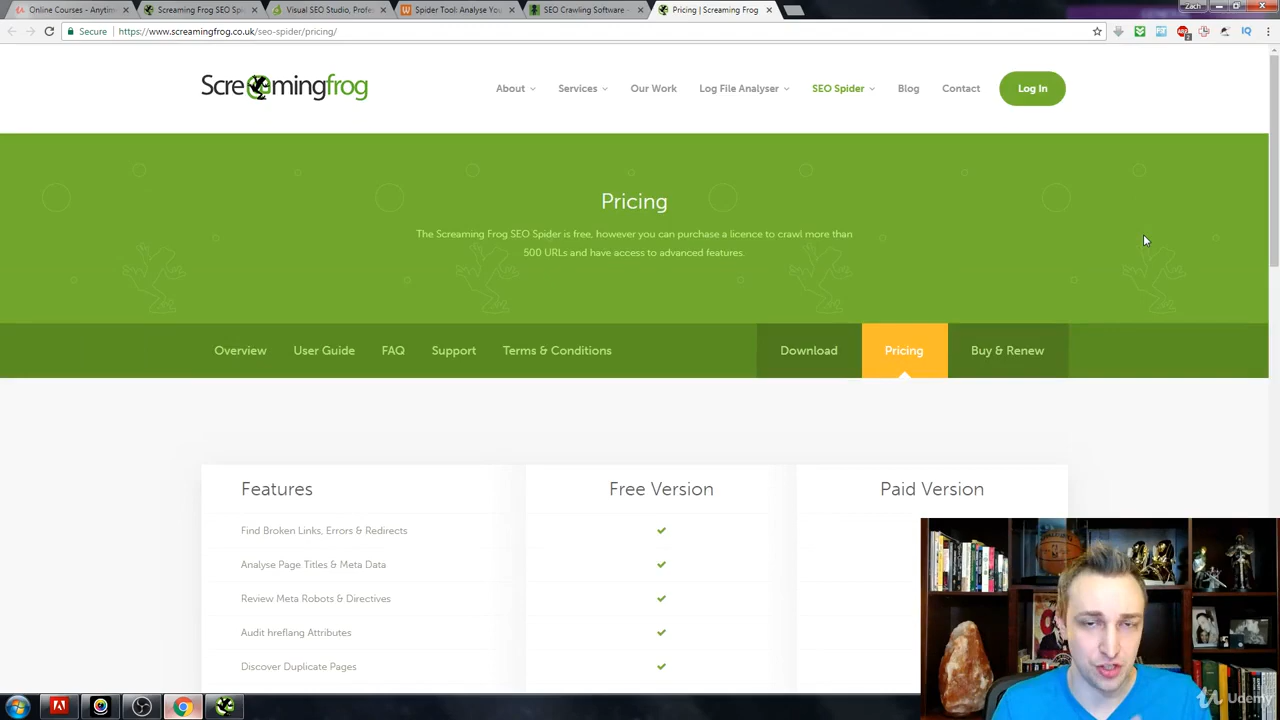 Zach
Online Courses - Anytim
Screaming Frog SEO Spi
Visual SEO Studio, Profes
Spider Tool: Analyse You
SEO Crawling Software -
Pricing | Screaming Frog
Secure
https://www.screamingfrog.co.uk/seo-spider/pricing/
IQ
Screamingfrog
About
Services
Our Work
Log File Analyser
SEO Spider
Blog
Contact
Log In
Pricing
The Screaming Frog SEO Spider is free, however you can purchase a licence to crawl more than
500 URLs and have access to advanced features.
Overview
User Guide
FAQ
Support
Terms & Conditions
Download
Pricing
Buy & Renew
Features
Free Version
Paid Version
Find Broken Links, Errors & Redirects
Analyse Page Titles & Meta Data
Review Meta Robots & Directives
Audit hreflang Attributes
Discover Duplicate Pages
Udemy